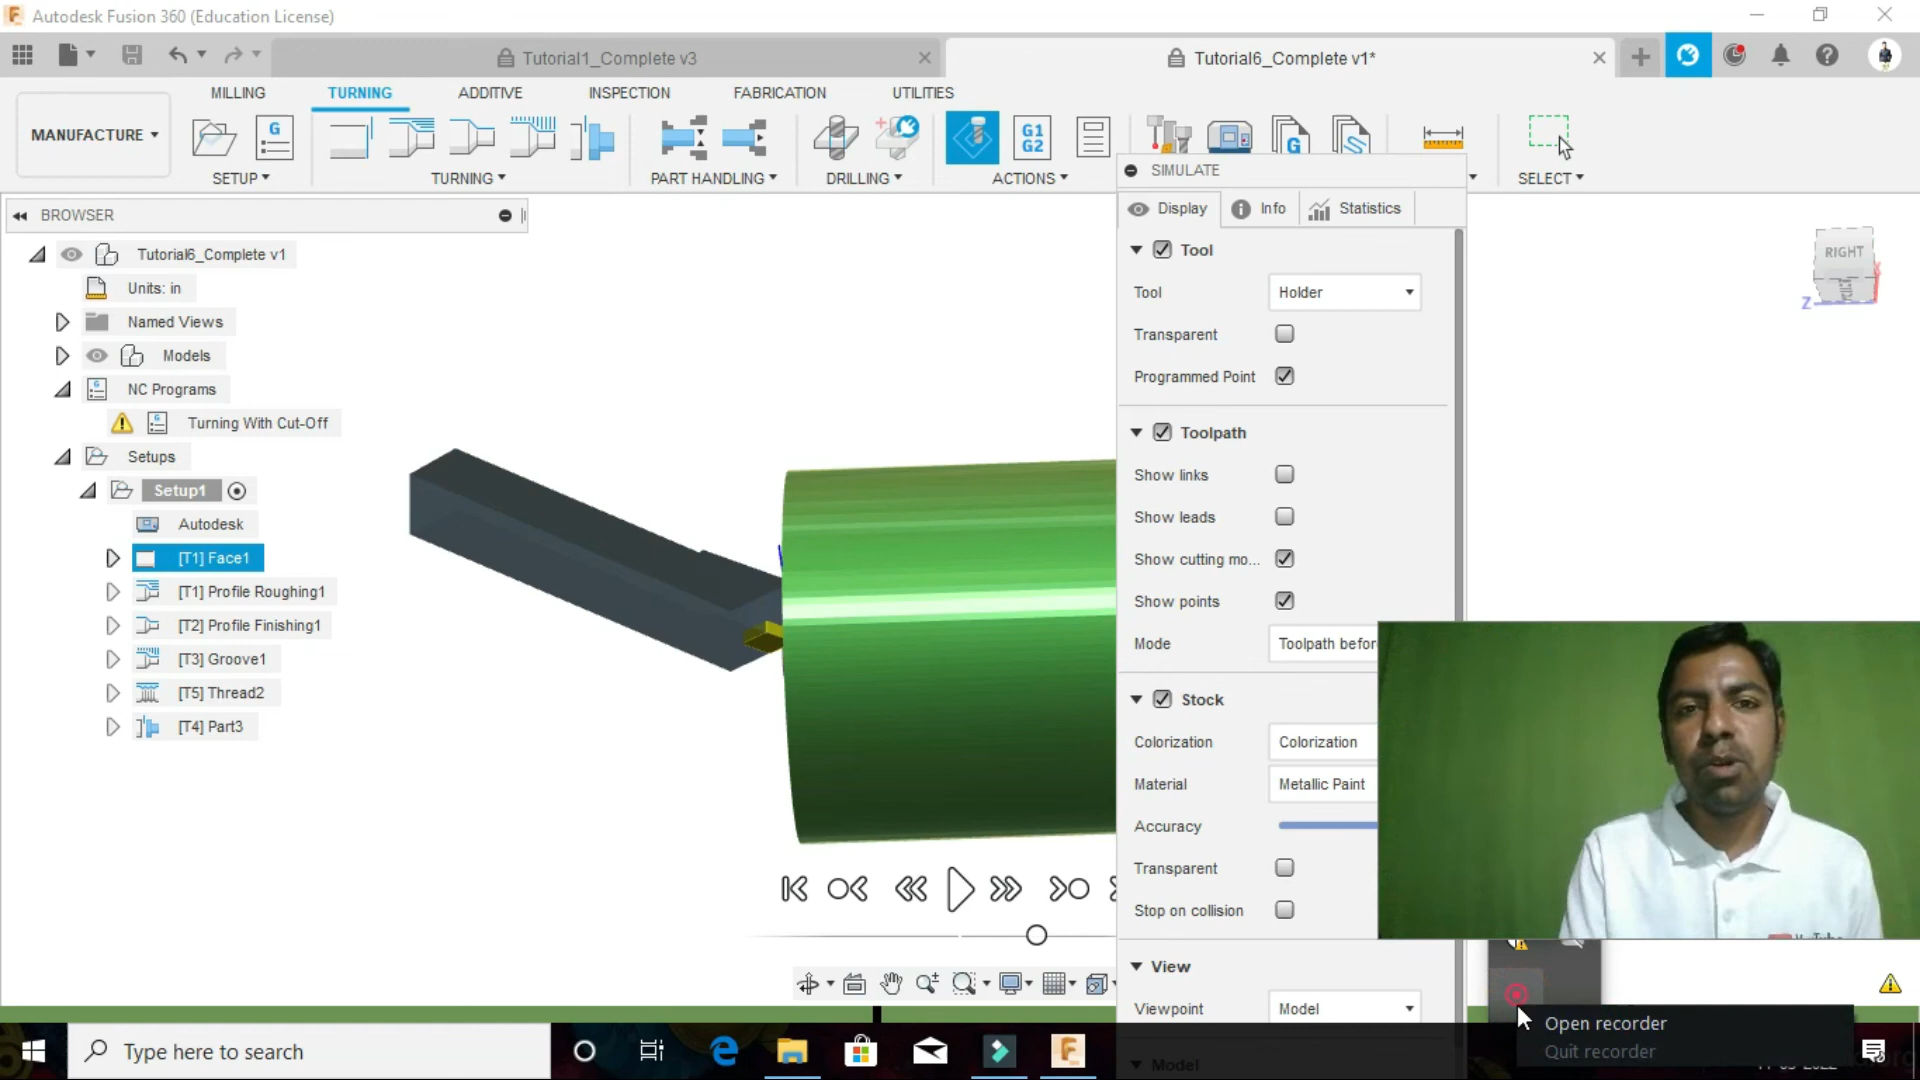 Autodesk Fusion 360 (Education License)
Tutorial1_Complete v3
Tutorial6_Complete v1*
MILLING TURNING ADDITIVE INSPECTION FABRICATION UTILITIES
MANUFACTURE
G G1 G2 G S
SETUP TURNING PART HANDLING DRILLING ACTIONS SELECT
SIMULATE
BROWSER
Display Info Statistics
Tutorial6_Complete v1
Units: in
Named Views
Models
NC Programs
Turning With Cut-Off
Setups
Setup1
Autodesk
[T1] Face1
[T1] Profile Roughing1
[T2] Profile Finishing1
[T3] Groove1
[T5] Thread2
[T4] Part3
Tool
Tool Holder
Transparent
Programmed Point
Toolpath
Show links
Show leads
Show cutting mo...
Show points
Mode Toolpath befor
Stock
Colorization Colorization
Material Metallic Paint
Accuracy
Transparent
Stop on collision
View
Viewpoint Model
Model
RIGHT
Z
Open recorder
Quit recorder
Type here to search